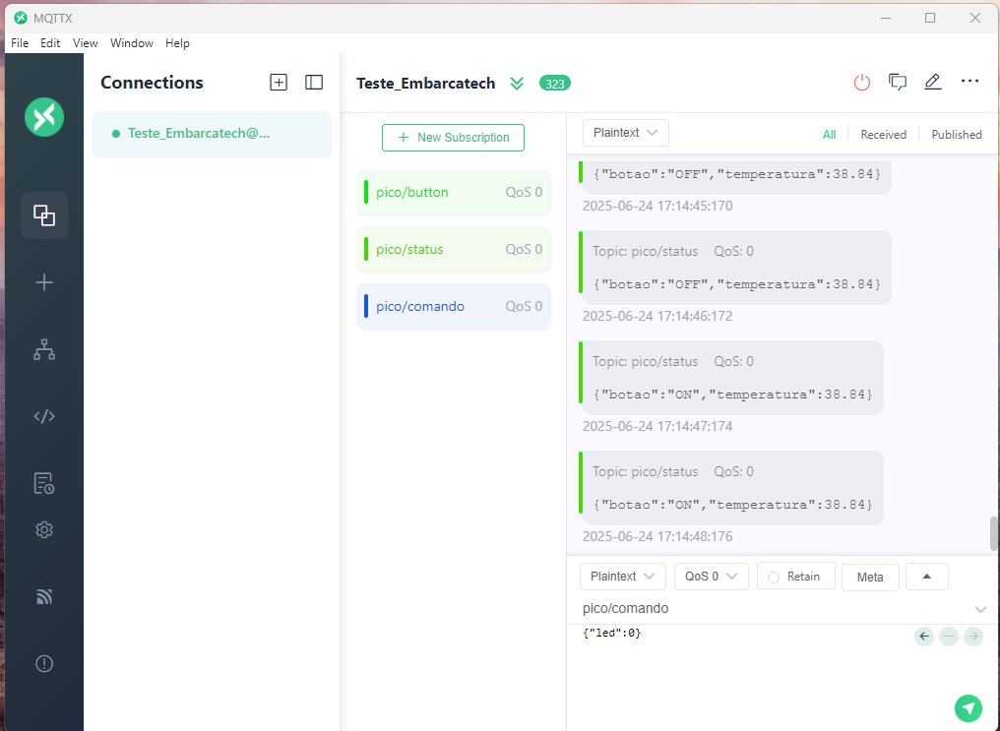 MQTTX
File Edit View Window Help
Connections
Teste_Embarcatech@...
Teste_Embarcatech 323
New Subscription
pico/button QoS 0
pico/status QoS 0
pico/comando QoS 0
Plaintext All Received Published
{"botao":"OFF","temperatura":38.84}
2025-06-24 17:14:45:170
Topic: pico/status QoS: 0
{"botao":"OFF","temperatura":38.84}
2025-06-24 17:14:46:172
Topic: pico/status QoS: 0
{"botao":"ON","temperatura":38.84}
2025-06-24 17:14:47:174
Topic: pico/status QoS: 0
{"botao":"ON","temperatura":38.84}
2025-06-24 17:14:48:176
Plaintext QoS 0 Retain Meta
pico/comando
{"led":0}